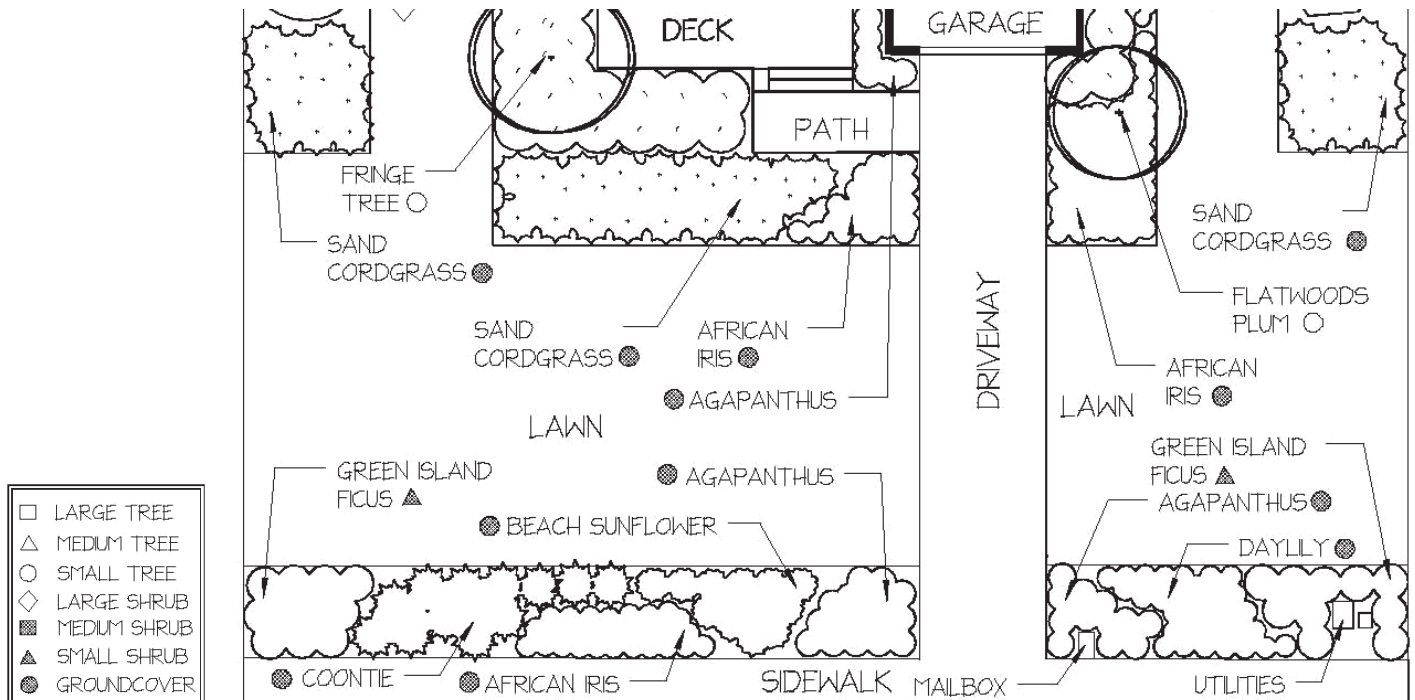 DECK
GARAGE
PATH
FRINGE
TREE
SAND
CORDGRASS
SAND
CORDGRASS
SAND
CORDGRASS
AFRICAN
IRIS
DRIVEWAY
FLATWOODS
PLUM
AFRICAN
IRIS
AGAPANTHUS
LAWN
LAWN
GREEN ISLAND
FICUS
AGAPANTHUS
BEACH SUNFLOWER
GREEN ISLAND
FICUS
AGAPANTHUS
DAYLILY
LARGE TREE
MEDIUM TREE
SMALL TREE
LARGE SHRUB
MEDIUM SHRUB
SMALL SHRUB
GROUNDCOVER
COONTIE
AFRICAN IRIS
SIDEWALK
MAILBOX
UTILITIES